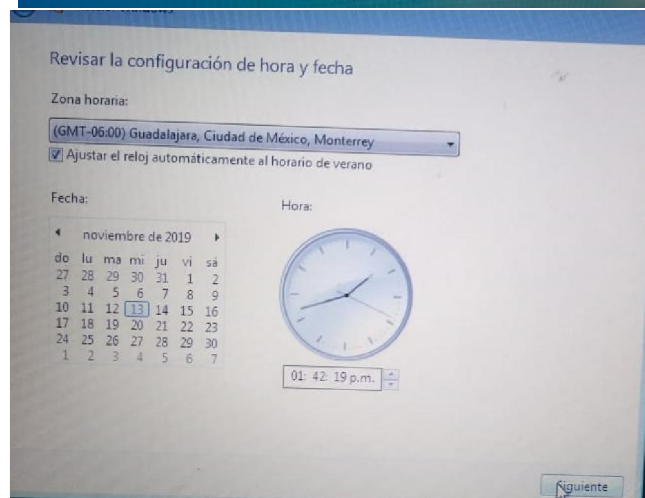 Revisar la configuración de hora y fecha
Zona horaria:
(GMT-06:00) Guadalajara, Ciudad de México, Monterrey
Ajustar el reloj automáticamente al horario de verano
Fecha:
Hora:
noviembre de 2019
do lu ma mi ju vi sá
27 28 29 30 31 1 2
3 4 5 6 7 8 9
10 11 12 13 14 15 16
17 18 19 20 21 22 23
24 25 26 27 28 29 30
1 2 3 4 5 6 7
01: 42: 19 p.m.
Siguiente